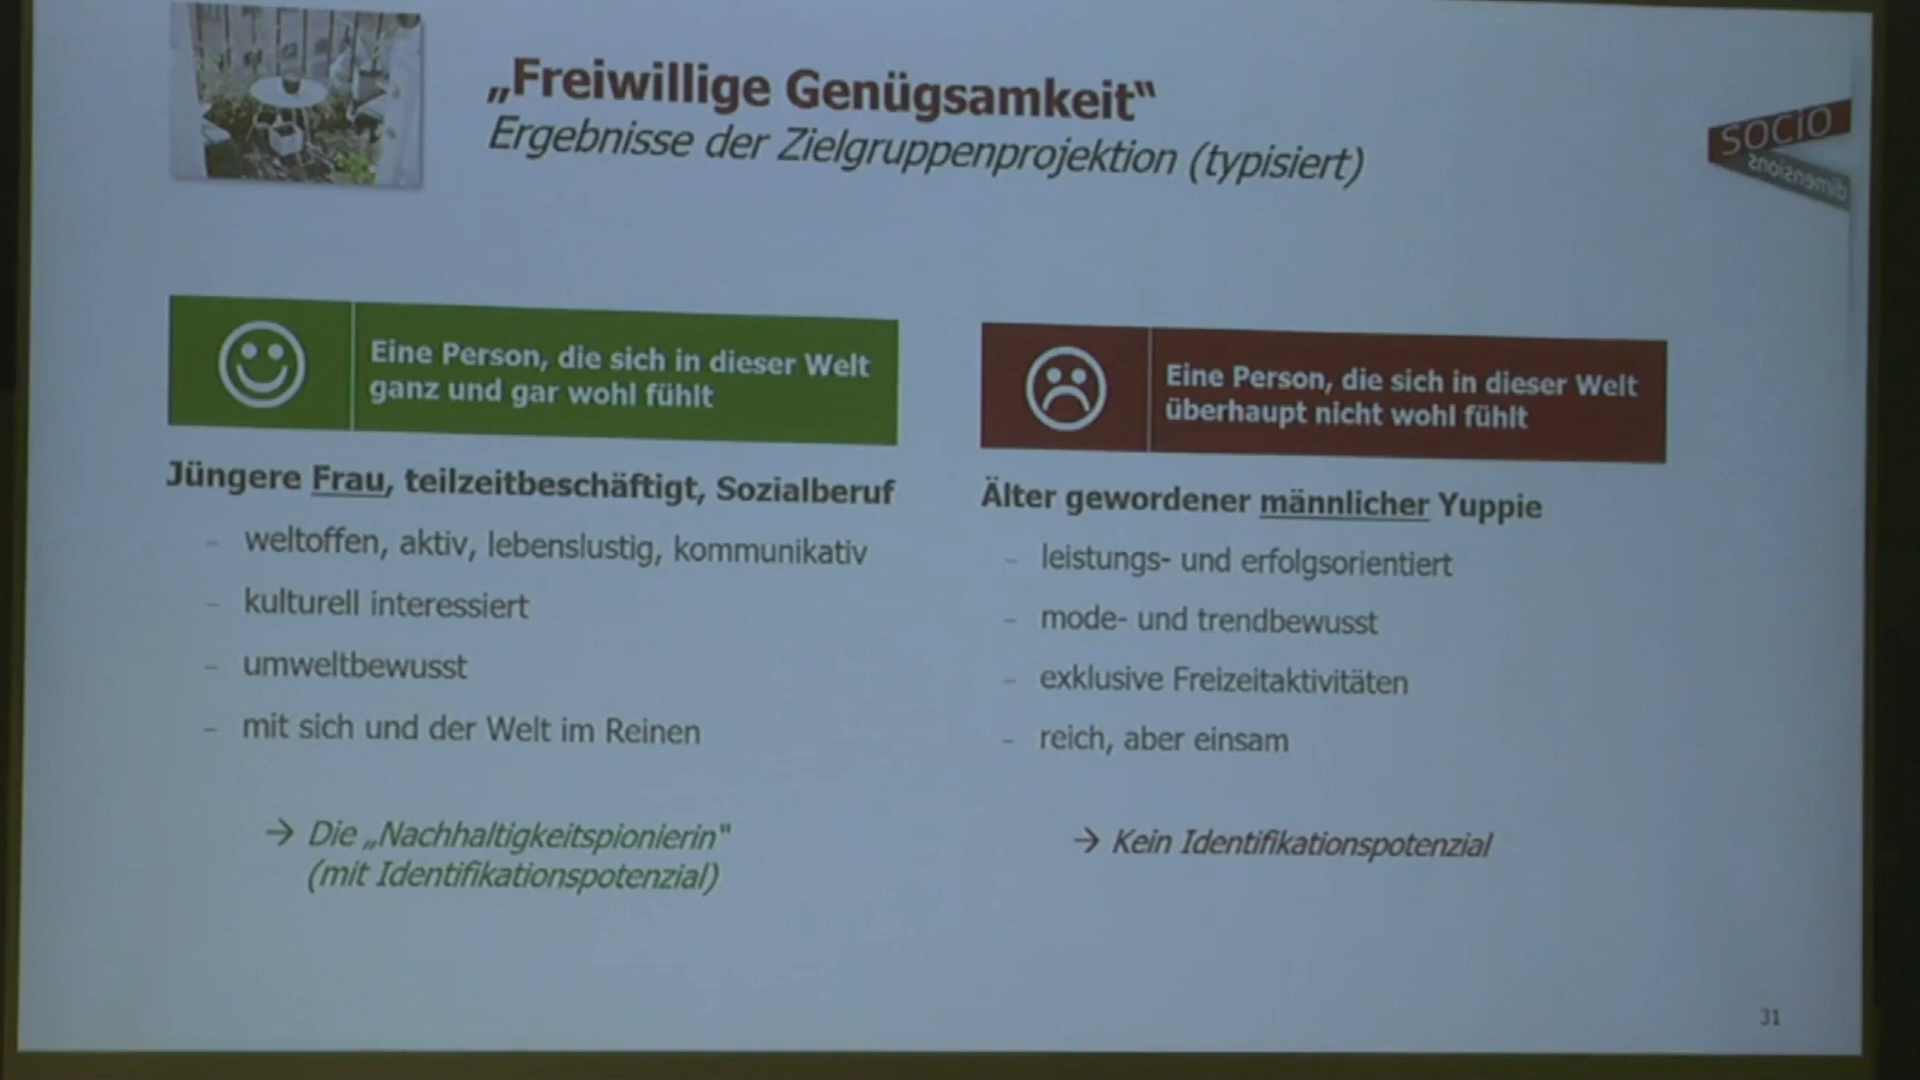 „Freiwillige Genügsamkeit“
Ergebnisse der Zielgruppenprojektion (typisiert)
SOCIO
dimensions
Eine Person, die sich in dieser Welt
ganz und gar wohl fühlt
Jüngere Frau, teilzeitbeschäftigt, Sozialberuf
- weltoffen, aktiv, lebenslustig, kommunikativ
- kulturell interessiert
- umweltbewusst
- mit sich und der Welt im Reinen
→ Die „Nachhaltigkeitspionierin"
(mit Identifikationspotenzial)
Eine Person, die sich in dieser Welt
überhaupt nicht wohl fühlt
Älter gewordener männlicher Yuppie
- leistungs- und erfolgsorientiert
- mode- und trendbewusst
- exklusive Freizeitaktivitäten
- reich, aber einsam
→ Kein Identifikationspotenzial
31